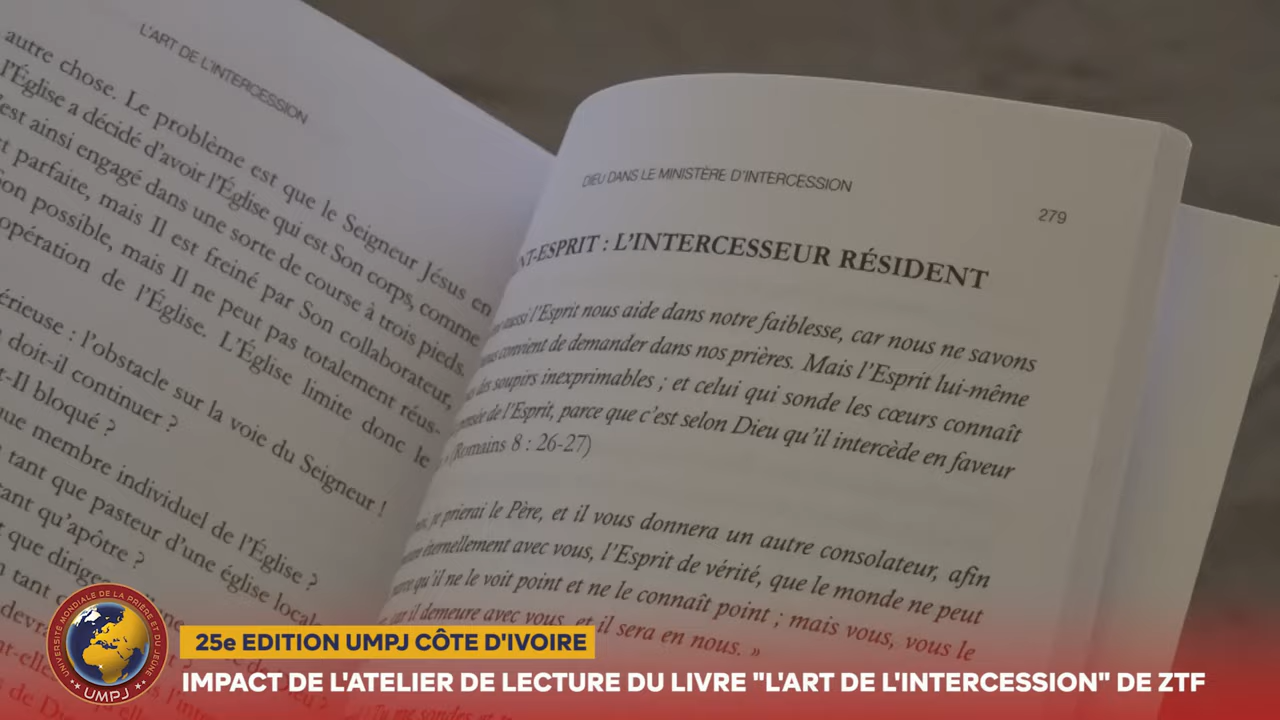 L'ART DE L'INTERCESSION
autre chose. Le problème est que le Seigneur Jésus en
l'Église a décidé d'avoir l'Église qui est Son corps, comme
est ainsi engagé dans une sorte de course à trois pieds.
parfaite, mais Il est freiné par Son collaborateur,
possible, mais Il ne peut pas totalement réus-
opération de l'Église. L'Église limite donc le
érieuse : l'obstacle sur la voie du Seigneur !
doit-il continuer ?
-Il bloqué ?
que membre individuel de l'Église ?
tant que pasteur d'une église locale
tant qu'apôtre ?
que
tant
DIEU DANS LE MINISTÈRE D'INTERCESSION
279
NT-ESPRIT : L'INTERCESSEUR RÉSIDENT
aussi l'Esprit nous aide dans notre faiblesse, car nous ne savons
convient de demander dans nos prières. Mais l'Esprit lui-même
des soupirs inexprimables ; et celui qui sonde les cœurs connaît
pensée de l'Esprit, parce que c'est selon Dieu qu'il intercède en faveur
(Romains 8 : 26-27)
je prierai le Père, et il vous donnera un autre consolateur, afin
éternellement avec vous, l'Esprit de vérité, que le monde ne peut
qu'il ne le voit point et ne le connaît point ; mais vous, vous le
car il demeure avec vous, et il sera en nous. »
UNIVERSITÉ MONDIALE DE LA PRIÈRE ET DU JEÛNE
UMPJ
25e EDITION UMPJ CÔTE D'IVOIRE
IMPACT DE L'ATELIER DE LECTURE DU LIVRE "L'ART DE L'INTERCESSION" DE ZTF